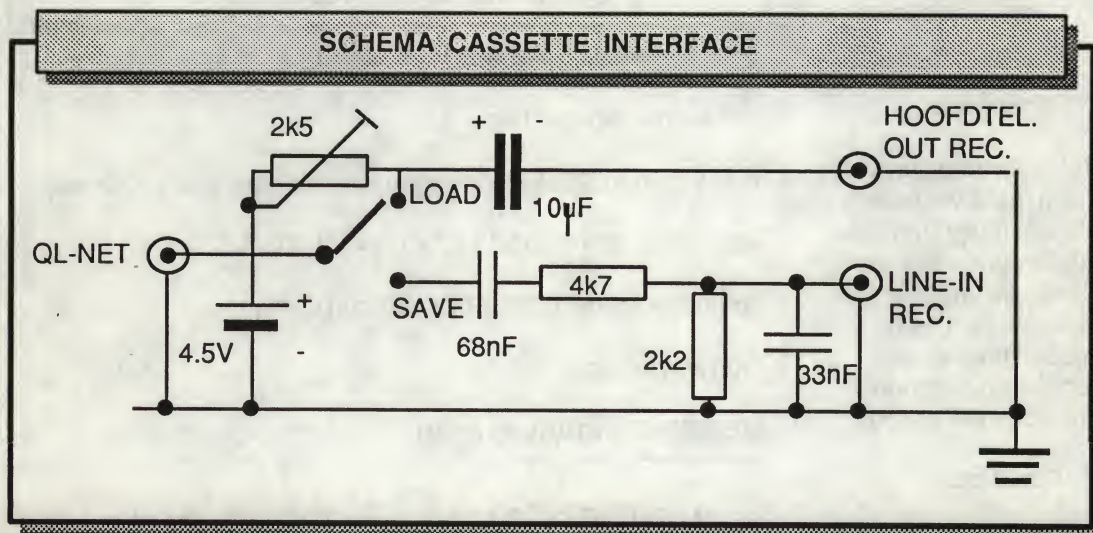 SCHEMA CASSETTE INTERFACE
2k5
+ -
HOOFDTEL.
OUT REC.
LOAD
10µF
QL-NET
SAVE
4k7
LINE-IN
REC.
+
4.5V
-
68nF
2k2
33nF